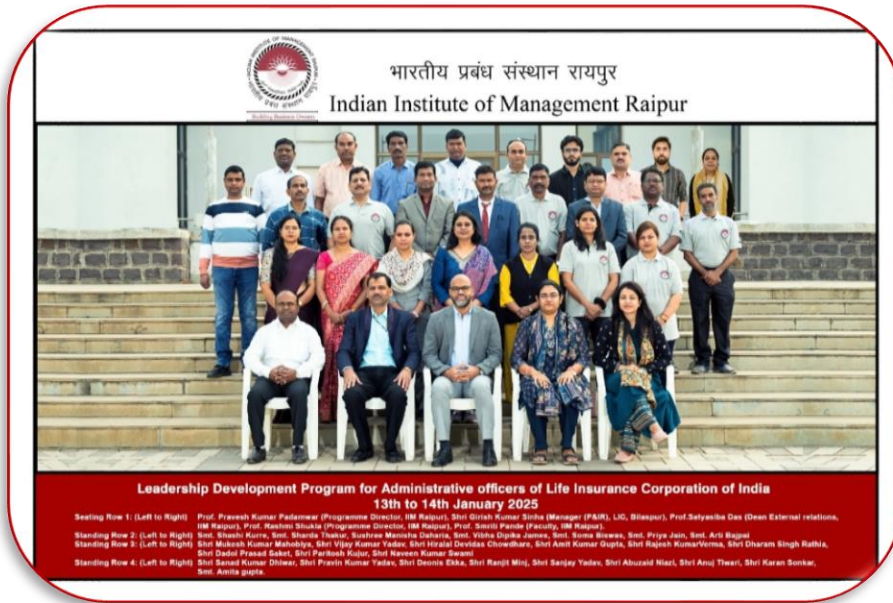 भारतीय प्रबंध संस्थान रायपुर
Indian Institute of Management Raipur
Building Business Owners
Leadership Development Program for Administrative officers of Life Insurance Corporation of India
13th to 14th January 2025
Seating Row 1: (Left to Right) Prof. Pravesh Kumar Padamwar (Programme Director, IIM Raipur), Shri Girish Kumar Sinha (Manager (P&IR), LIC, Bilaspur), Prof.Satyasiba Das (Dean External relations,
IIM Raipur), Prof. Rashmi Shukla (Programme Director, IIM Raipur), Prof. Smriti Pande (Faculty, IIM Raipur).
Standing Row 2: (Left to Right) Smt. Shashi Kurre, Smt. Sharda Thakur, Sushree Manisha Daharia, Smt. Vibha Dipika James, Smt. Soma Biswas, Smt. Priya Jain, Smt. Arti Bajpai
Standing Row 3: (Left to Right) Shri Mukesh Kumar Mahobiya, Shri Vijay Kumar Yadav, Shri Hiralal Devidas Chowdhare, Shri Amit Kumar Gupta, Shri Rajesh KumarVerma, Shri Dharam Singh Rathia,
Shri Dadol Prasad Saket, Shri Paritosh Kujur, Shri Naveen Kumar Swami
Standing Row 4: (Left to Right) Shri Sanad Kumar Dhiwar, Shri Pravin Kumar Yadav, Shri Deonis Ekka, Shri Ranjit Minj, Shri Sanjay Yadav, Shri Abuzaid Niazi, Shri Anuj Tiwari, Shri Karan Sonkar,
Smt. Amita gupta.